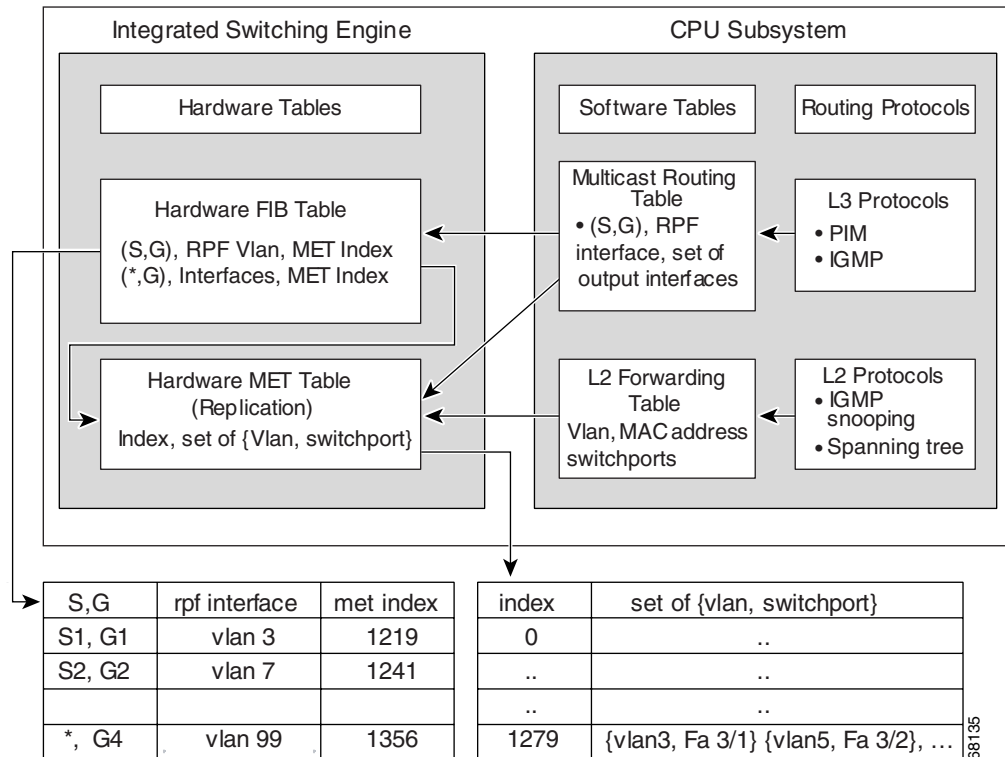 Integrated Switching Engine
CPU Subsystem
Hardware Tables
Software Tables
Routing Protocols
Hardware FIB Table
(S,G), RPF Vlan, MET Index
(*,G), Interfaces, MET Index
Multicast Routing
Table
• (S,G), RPF
interface, set of
output interfaces
L3 Protocols
• PIM
• IGMP
Hardware MET Table
(Replication)
Index, set of {Vlan, switchport}
L2 Forwarding
Table
Vlan, MAC address
switchports
L2 Protocols
• IGMP
snooping
• Spanning tree
S,G rpf interface met index
S1, G1 vlan 3 1219
S2, G2 vlan 7 1241
*, G4 vlan 99 1356
index set of {vlan, switchport}
0 ..
.. ..
.. ..
1279 {vlan3, Fa 3/1} {vlan5, Fa 3/2}, ...
68135